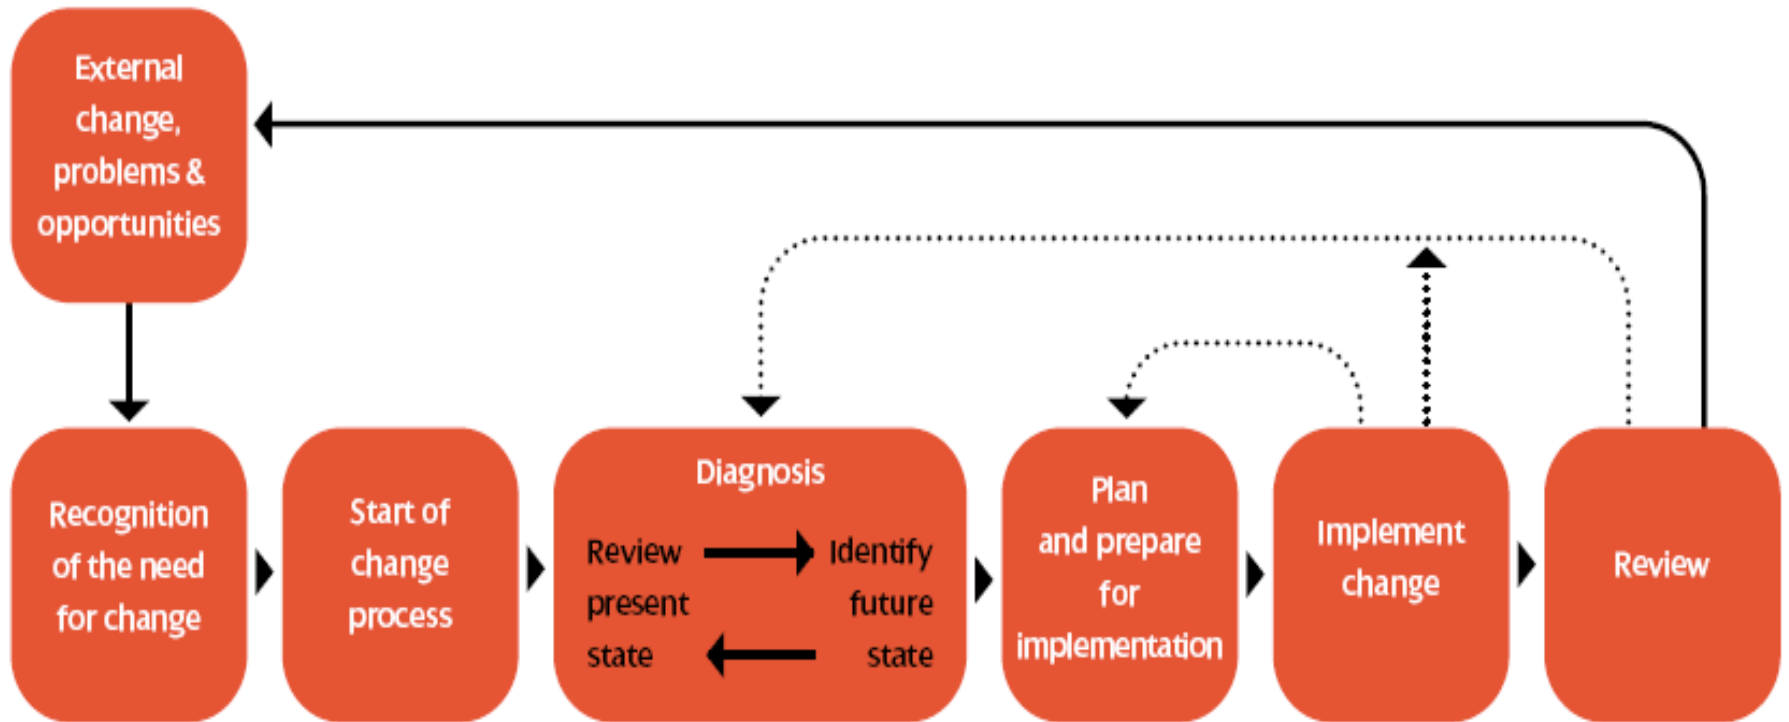 External
change,
problems &
opportunities
Recognition
of the need
for change
Start of
change
process
Diagnosis
Review
present
state
Identify
future
state
Plan
and prepare
for
implementation
Implement
change
Review